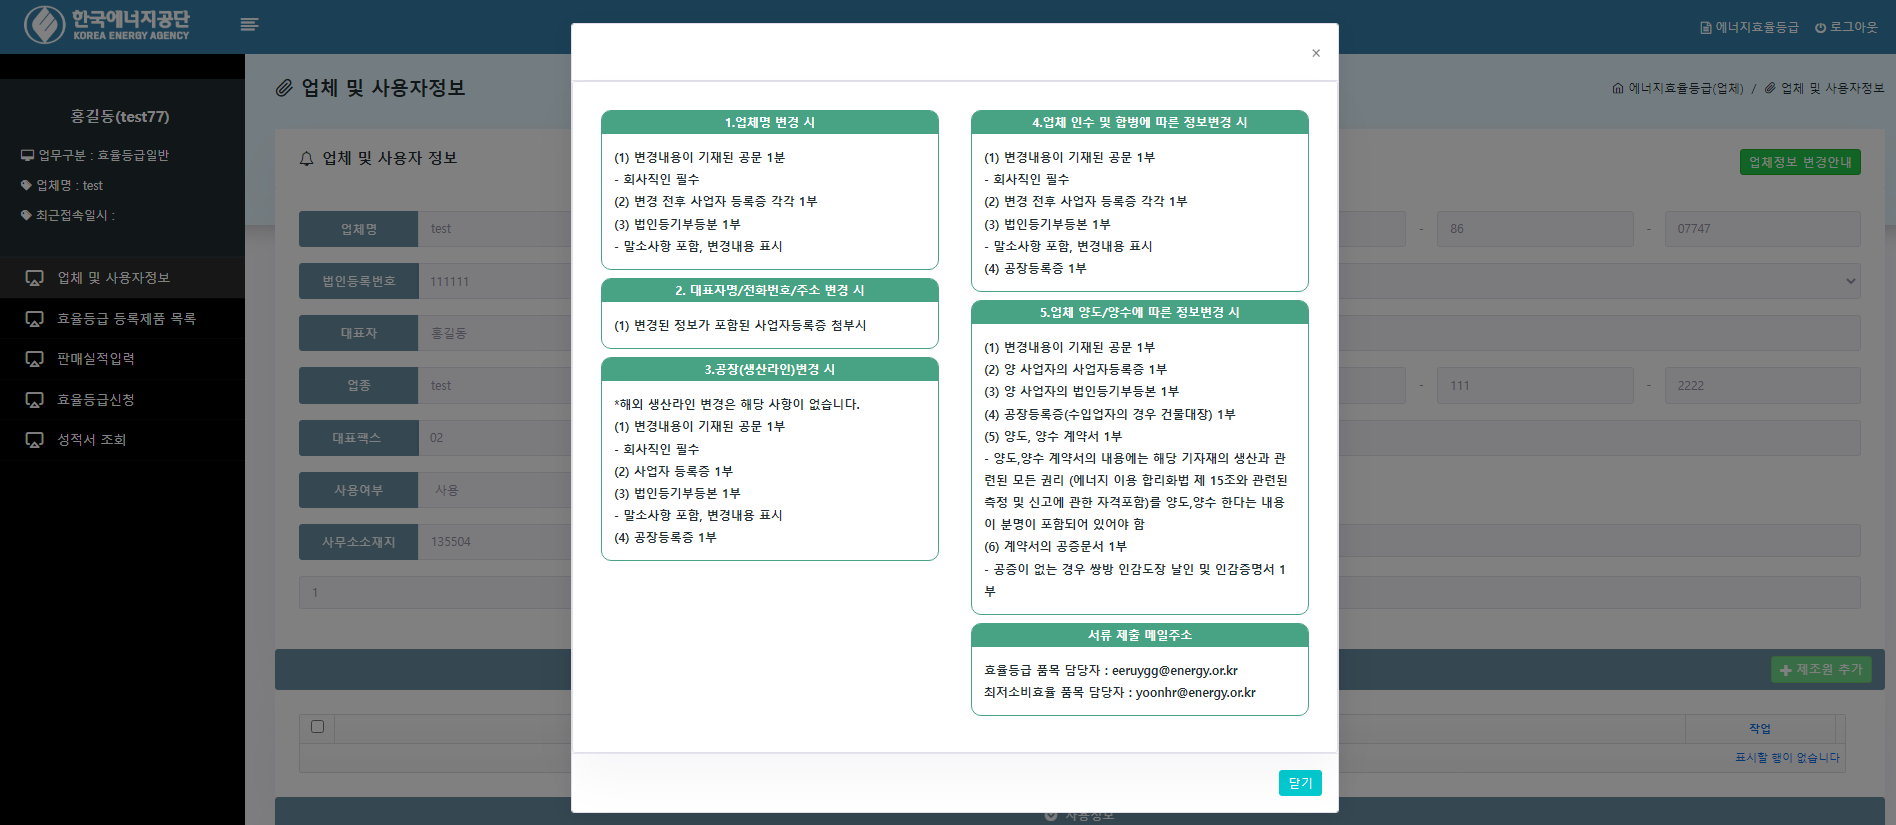 한국에너지공단
KOREA ENERGY AGENCY
에너지효율등급
로그아웃
홍길동(test77)
업무구분 : 효율등급일반
업체명 : test
최근접속일시 :
업체 및 사용자정보
효율등급 등록제품 목록
판매실적입력
효율등급신청
성적서 조회
업체 및 사용자정보
에너지효율등급(업체) / 업체 및 사용자정보
업체 및 사용자 정보
업체정보 변경안내
업체명 test
- 86 - 07747
법인등록번호 111111
대표자 홍길동
업종 test
- 111 - 2222
대표팩스 02
사용여부 사용
사무소소재지 135504
1
제조원 추가
작업
표시할 행이 없습니다
사용정보
×
1.업체명 변경 시
(1) 변경내용이 기재된 공문 1분
- 회사직인 필수
(2) 변경 전후 사업자 등록증 각각 1부
(3) 법인등기부등분 1부
- 말소사항 포함, 변경내용 표시
2. 대표자명/전화번호/주소 변경 시
(1) 변경된 정보가 포함된 사업자등록증 첨부시
3.공장(생산라인)변경 시
*해외 생산라인 변경은 해당 사항이 없습니다.
(1) 변경내용이 기재된 공문 1부
- 회사직인 필수
(2) 사업자 등록증 1부
(3) 법인등기부등본 1부
- 말소사항 포함, 변경내용 표시
(4) 공장등록증 1부
4.업체 인수 및 합병에 따른 정보변경 시
(1) 변경내용이 기재된 공문 1부
- 회사직인 필수
(2) 변경 전후 사업자 등록증 각각 1부
(3) 법인등기부등본 1부
- 말소사항 포함, 변경내용 표시
(4) 공장등록증 1부
5.업체 양도/양수에 따른 정보변경 시
(1) 변경내용이 기재된 공문 1부
(2) 양 사업자의 사업자등록증 1부
(3) 양 사업자의 법인등기부등본 1부
(4) 공장등록증(수입업자의 경우 건물대장) 1부
(5) 양도, 양수 계약서 1부
- 양도,양수 계약서의 내용에는 해당 기자재의 생산과 관
련된 모든 권리 (에너지 이용 합리화법 제 15조와 관련된
측정 및 신고에 관한 자격포함)를 양도,양수 한다는 내용
이 분명이 포함되어 있어야 함
(6) 계약서의 공증문서 1부
- 공증이 없는 경우 쌍방 인감도장 날인 및 인감증명서 1
부
서류 제출 메일주소
효율등급 품목 담당자 : eeruygg@energy.or.kr
최저소비효율 품목 담당자 : yoonhr@energy.or.kr
닫기